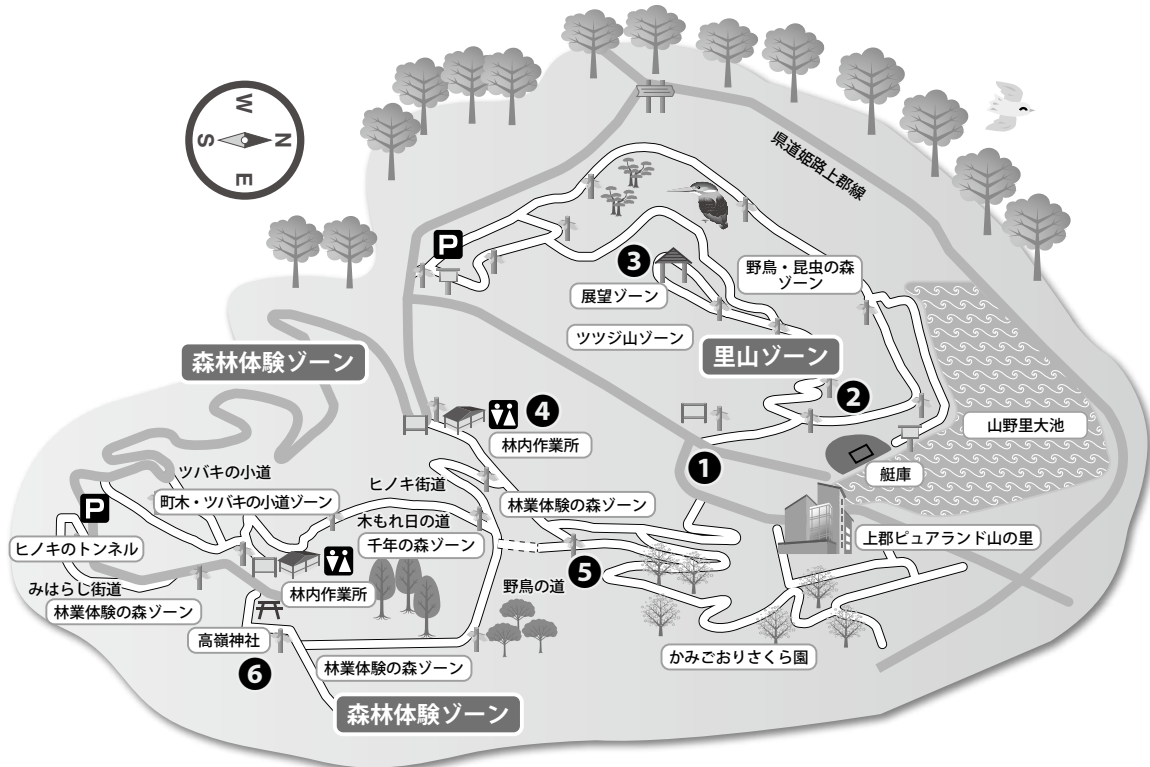 W
S
N
E
県道姫路上郡線
P
3
展望ゾーン
野鳥・昆虫の森
ゾーン
ツツジ山ゾーン
里山ゾーン
森林体験ゾーン
2
4
林内作業所
山野里大池
艇庫
1
ツバキの小道
ヒノキ街道
町木・ツバキの小道ゾーン
林業体験の森ゾーン
P
木もれ日の道
千年の森ゾーン
上郡ピュアランド山の里
ヒノキのトンネル
みはらし街道
林業体験の森ゾーン
林内作業所
5
野鳥の道
高嶺神社
6
林業体験の森ゾーン
かみごおりさくら園
森林体験ゾーン